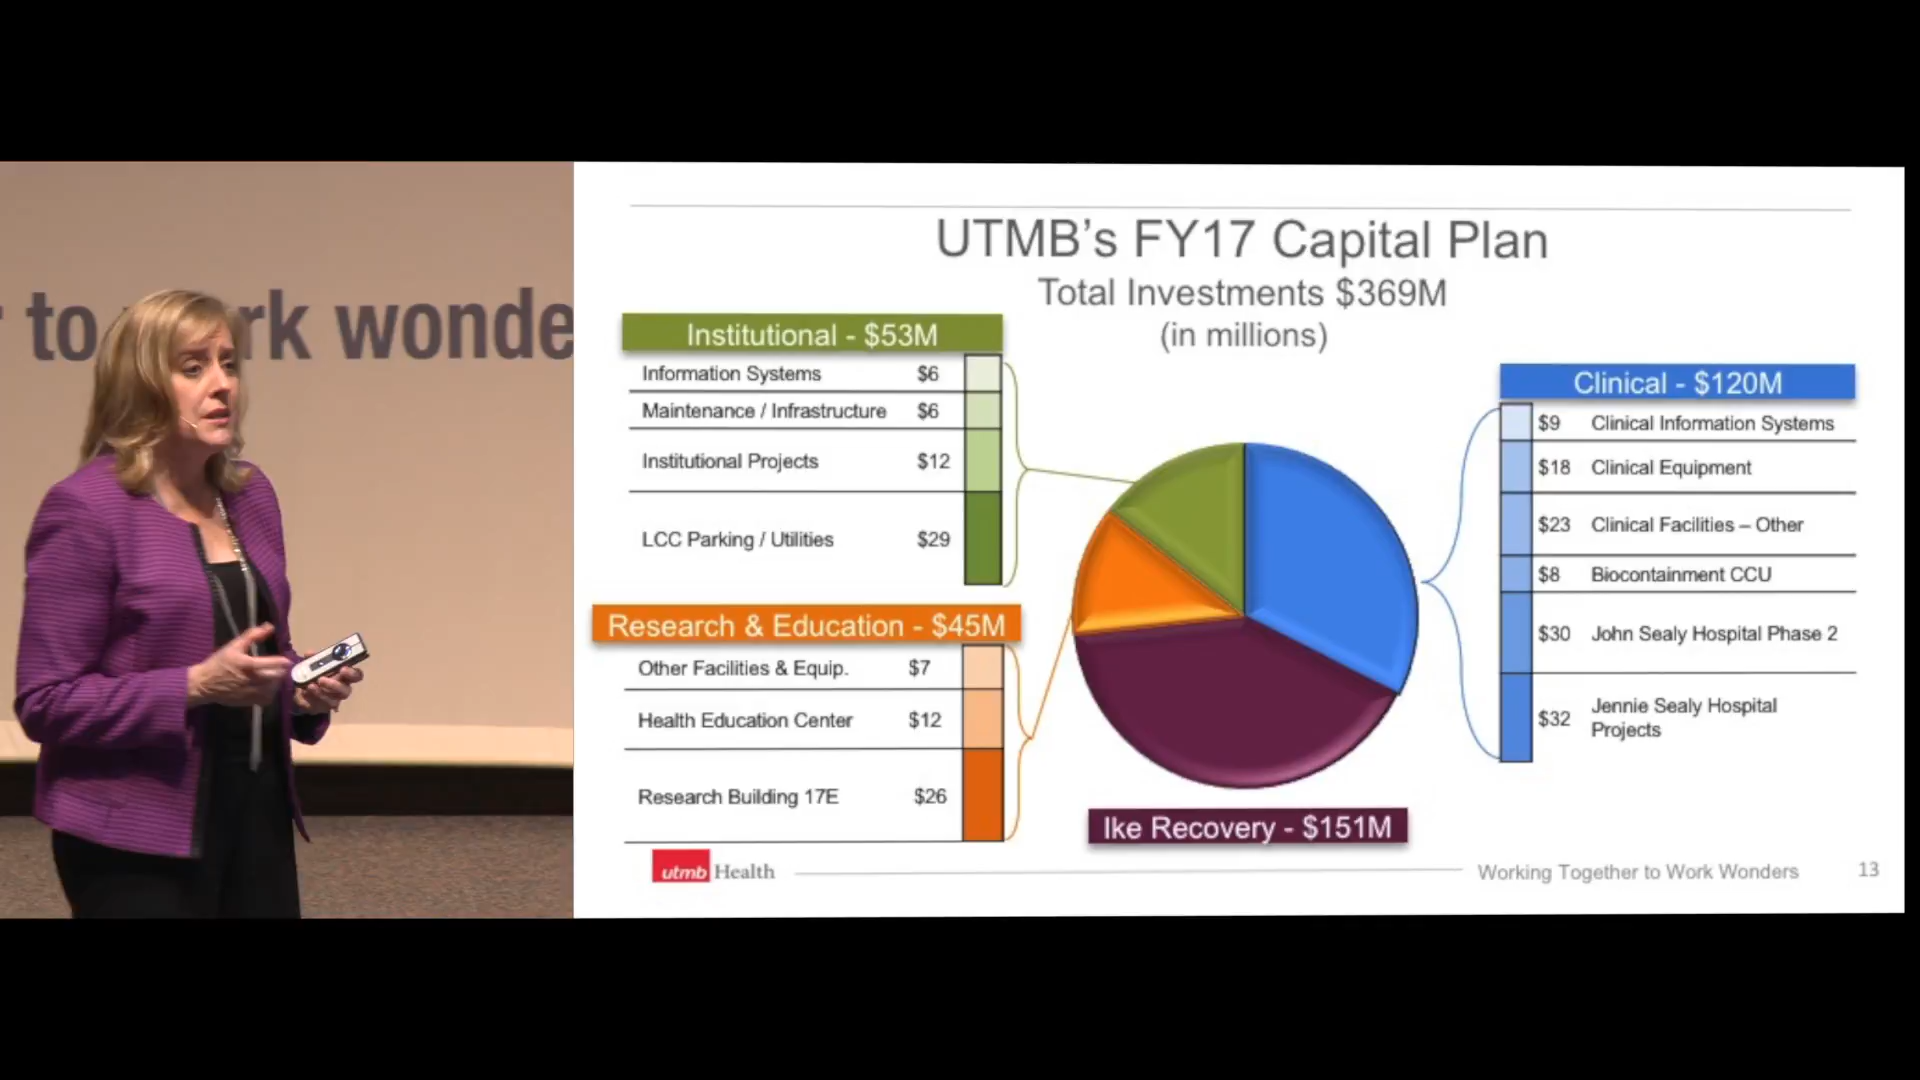 to work wonde
UTMB's FY17 Capital Plan
Total Investments $369M
(in millions)
Institutional - $53M
Information Systems $6
Maintenance / Infrastructure $6
Institutional Projects $12
LCC Parking / Utilities $29
Research & Education - $45M
Other Facilities & Equip. $7
Health Education Center $12
Research Building 17E $26
Clinical - $120M
$9 Clinical Information Systems
$18 Clinical Equipment
$23 Clinical Facilities – Other
$8 Biocontainment CCU
$30 John Sealy Hospital Phase 2
$32 Jennie Sealy Hospital
Projects
Ike Recovery - $151M
utmb Health
Working Together to Work Wonders 13